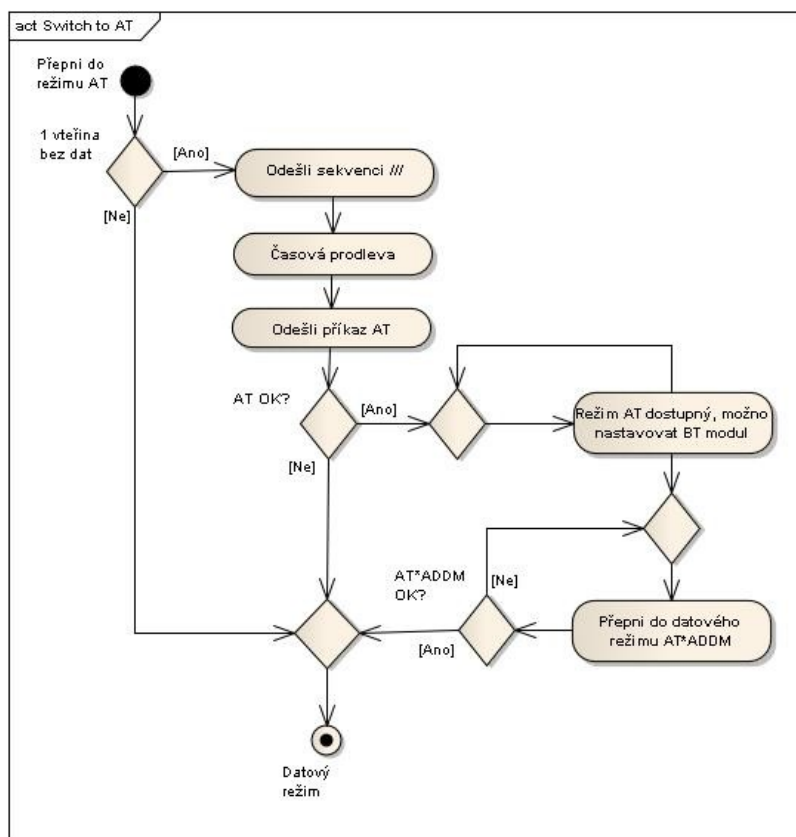 act Switch to AT
Přepni do
režimu AT
1 vteřina
bez dat
[Ano]
Odešli sekvenci ///
[Ne]
Časová prodleva
Odešli příkaz AT
AT OK?
[Ano]
Režim AT dostupný, možno
nastavovat BT modul
[Ne]
AT*ADDM
OK?
[Ne]
Přepni do datového
režimu AT*ADDM
[Ano]
Datový
režim